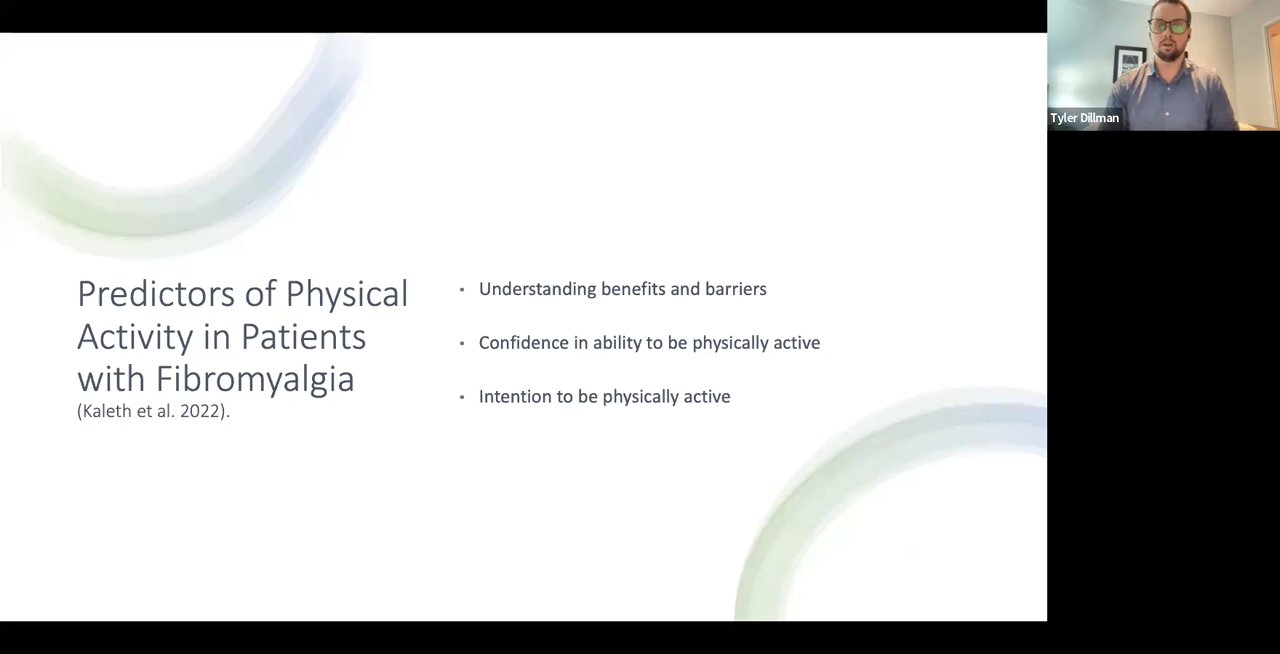 Predictors of Physical
Activity in Patients
with Fibromyalgia
(Kaleth et al. 2022).
• Understanding benefits and barriers
• Confidence in ability to be physically active
• Intention to be physically active
Tyler Dillman